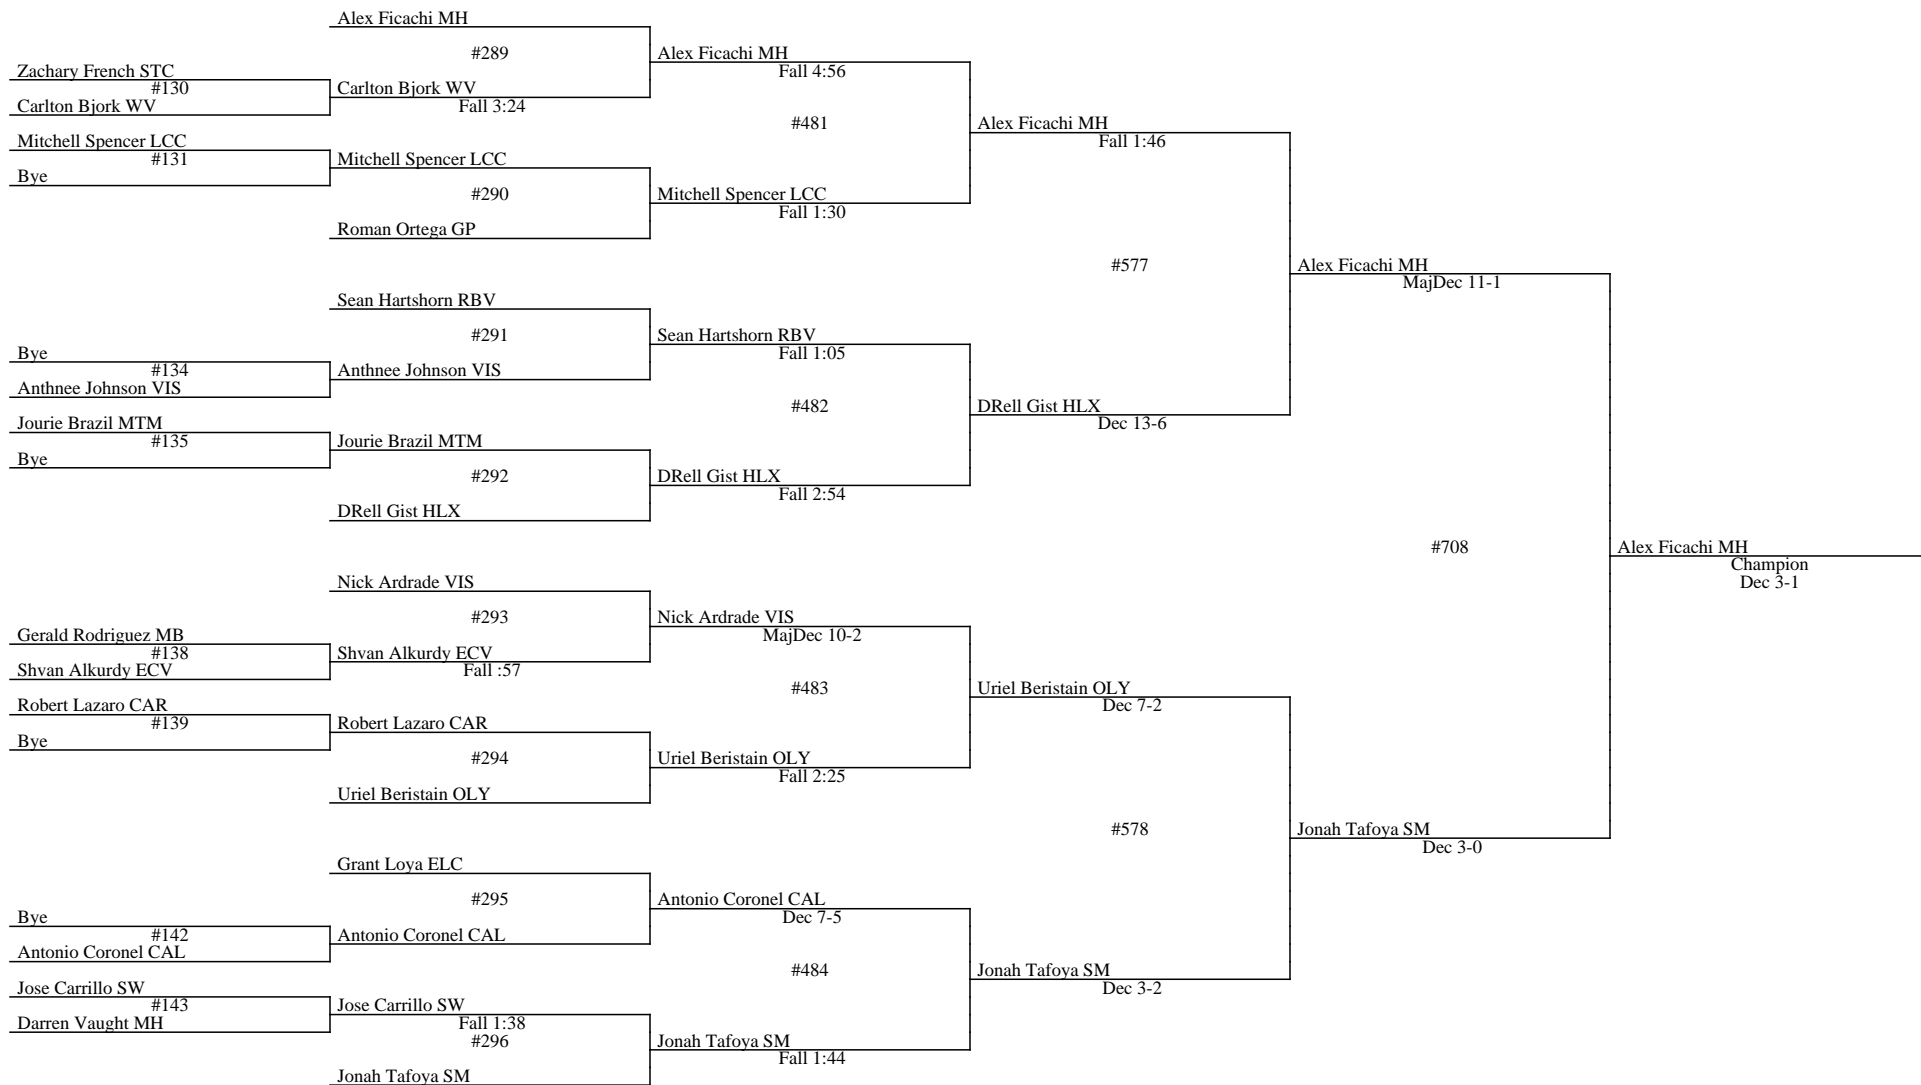 Alex Ficachi MH
#289
Alex Ficachi MH
Fall 4:56
Zachary French STC
#130
Carlton Bjork WV
Carlton Bjork WV
Fall 3:24
#481
Alex Ficachi MH
Fall 1:46
Mitchell Spencer LCC
#131
Bye
Mitchell Spencer LCC
#290
Mitchell Spencer LCC
Fall 1:30
Roman Ortega GP
#577
Alex Ficachi MH
MajDec 11-1
Sean Hartshorn RBV
#291
Sean Hartshorn RBV
Fall 1:05
Bye
#134
Anthnee Johnson VIS
Anthnee Johnson VIS
#482
DRell Gist HLX
Dec 13-6
Jourie Brazil MTM
#135
Bye
Jourie Brazil MTM
#292
DRell Gist HLX
Fall 2:54
DRell Gist HLX
#708
Alex Ficachi MH
Champion
Dec 3-1
Nick Ardrade VIS
#293
Nick Ardrade VIS
MajDec 10-2
Gerald Rodriguez MB
#138
Shvan Alkurdy ECV
Shvan Alkurdy ECV
Fall :57
#483
Uriel Beristain OLY
Dec 7-2
Robert Lazaro CAR
#139
Bye
Robert Lazaro CAR
#294
Uriel Beristain OLY
Fall 2:25
Uriel Beristain OLY
#578
Jonah Tafoya SM
Dec 3-0
Grant Loya ELC
#295
Antonio Coronel CAL
Dec 7-5
Bye
#142
Antonio Coronel CAL
Antonio Coronel CAL
#484
Jonah Tafoya SM
Dec 3-2
Jose Carrillo SW
#143
Darren Vaught MH
Jose Carrillo SW
Fall 1:38
#296
Jonah Tafoya SM
Fall 1:44
Jonah Tafoya SM